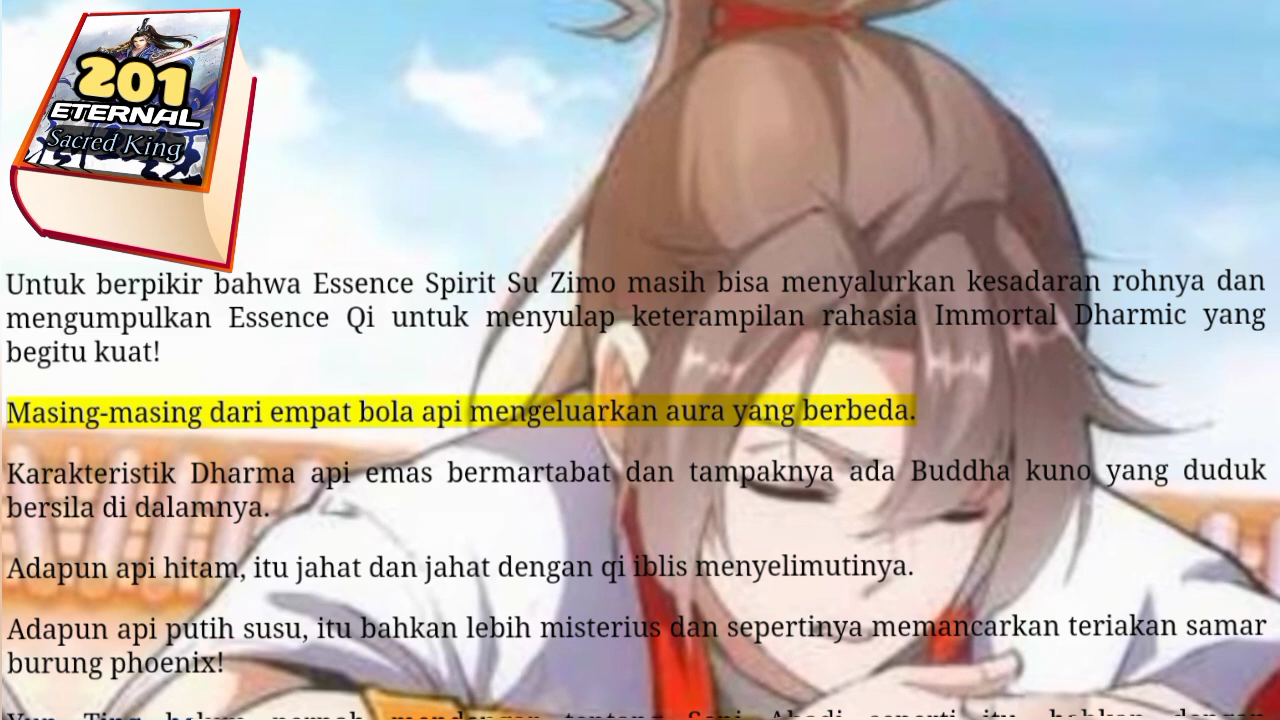 201
ETERNAL
Sacred King
Untuk berpikir bahwa Essence Spirit Su Zimo masih bisa menyalurkan kesadaran rohnya dan
mengumpulkan Essence Qi untuk menyulap keterampilan rahasia Immortal Dharmic yang
begitu kuat!
Masing-masing dari empat bola api mengeluarkan aura yang berbeda.
Karakteristik Dharma api emas bermartabat dan tampaknya ada Buddha kuno yang duduk
bersila di dalamnya.
Adapun api hitam, itu jahat dan jahat dengan qi iblis menyelimutinya.
Adapun api putih susu, itu bahkan lebih misterius dan sepertinya memancarkan teriakan samar
burung phoenix!